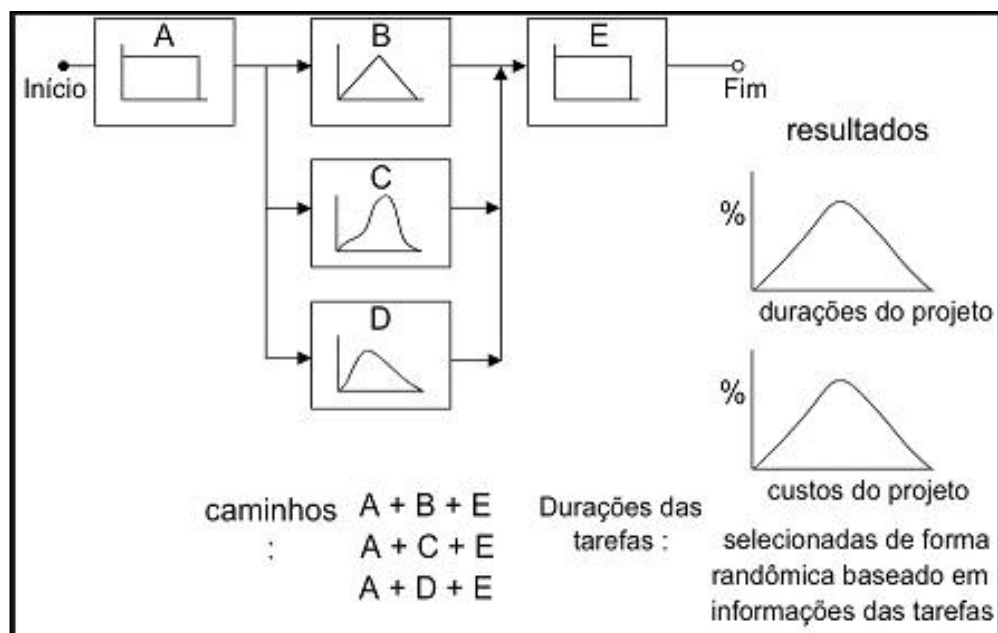 A
B
E
Início
Fim
C
D
resultados
%
durações do projeto
%
custos do projeto
caminhos
:
A + B + E
A + C + E
A + D + E
Durações das
tarefas :
selecionadas de forma
randômica baseado em
informações das tarefas